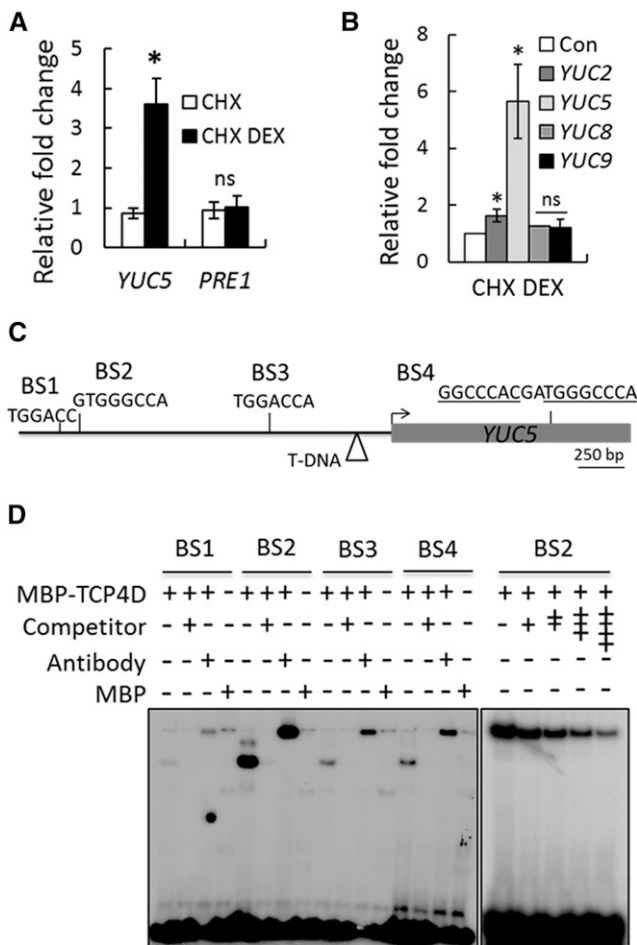 A
Relative fold change
5
4
3
2
1
0
*
ns
CHX
CHX DEX
YUC5 PRE1
B
Relative fold change
8
6
4
2
0
*
*
ns
Con
YUC2
YUC5
YUC8
YUC9
CHX DEX
C
BS1 BS2 BS3 BS4
TGGACC GTGGGCCA TGGACCA GGCCCACGATGGGCCCA
T-DNA
YUC5
250 bp
D
BS1 BS2 BS3 BS4 BS2
MBP-TCP4D + + + - + + + - + + + - + + + - + + + + +
Competitor - + - - - + - - - + - - - + - - - + ++ +++ ++++
Antibody - - + - - - + - - - + - - - + - - - - - -
MBP - - - + - - - + - - - + - - - + - - - - -